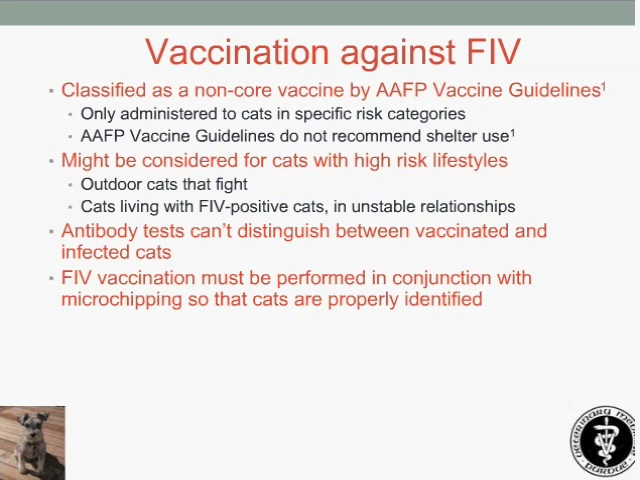 Vaccination against FIV
• Classified as a non-core vaccine by AAFP Vaccine Guidelines¹
• Only administered to cats in specific risk categories
• AAFP Vaccine Guidelines do not recommend shelter use¹
• Might be considered for cats with high risk lifestyles
• Outdoor cats that fight
• Cats living with FIV-positive cats, in unstable relationships
• Antibody tests can't distinguish between vaccinated and
infected cats
• FIV vaccination must be performed in conjunction with
microchipping so that cats are properly identified
VETERINARY MEDICINE
PURDUE